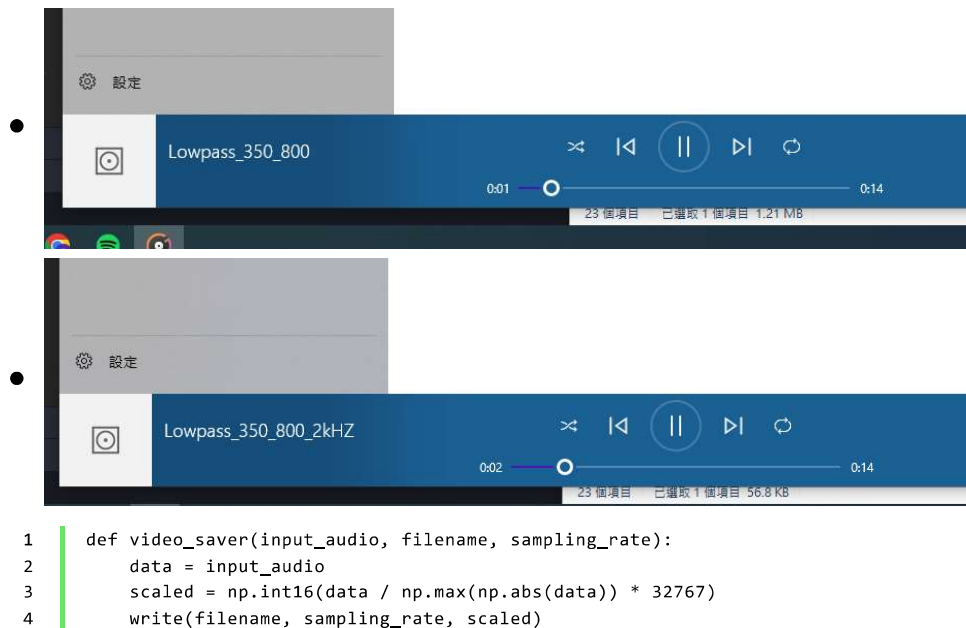 設定
Lowpass_350_800
0:01
0:14
23 個項目 已選取 1 個項目 1.21 MB
設定
Lowpass_350_800_2kHZ
0:02
0:14
23 個項目 已選取 1 個項目 56.8 KB
1 def video_saver(input_audio, filename, sampling_rate):
2 data = input_audio
3 scaled = np.int16(data / np.max(np.abs(data)) * 32767)
4 write(filename, sampling_rate, scaled)